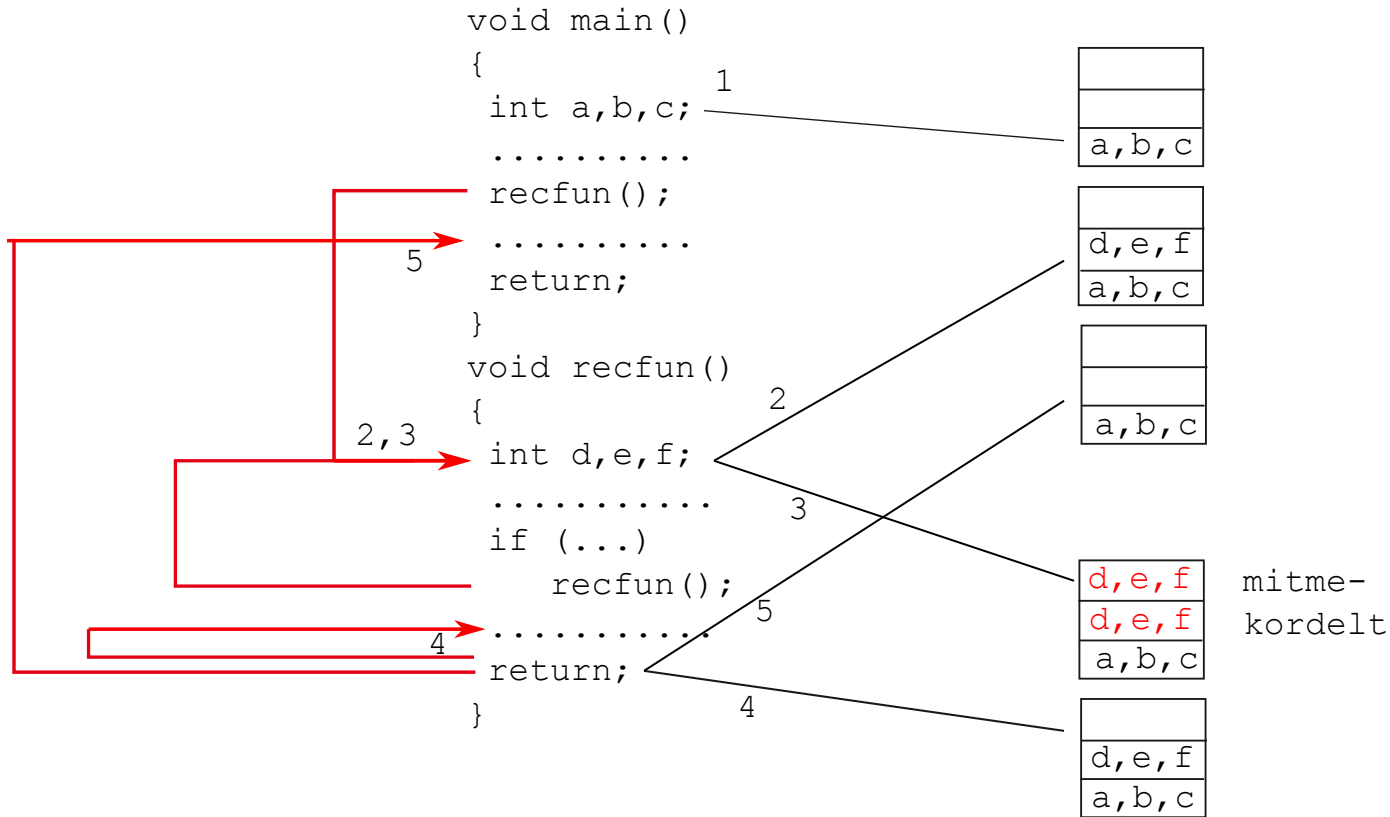 void main()
{
int a,b,c;
..........
recfun();
..........
return;
}
void recfun()
{
int d,e,f;
...........
if (...)
recfun();
...........
return;
}
1
5
2,3
4
2
3
5
4
a,b,c
d,e,f
a,b,c
a,b,c
d,e,f
d,e,f
a,b,c
mitme-
kordelt
d,e,f
a,b,c